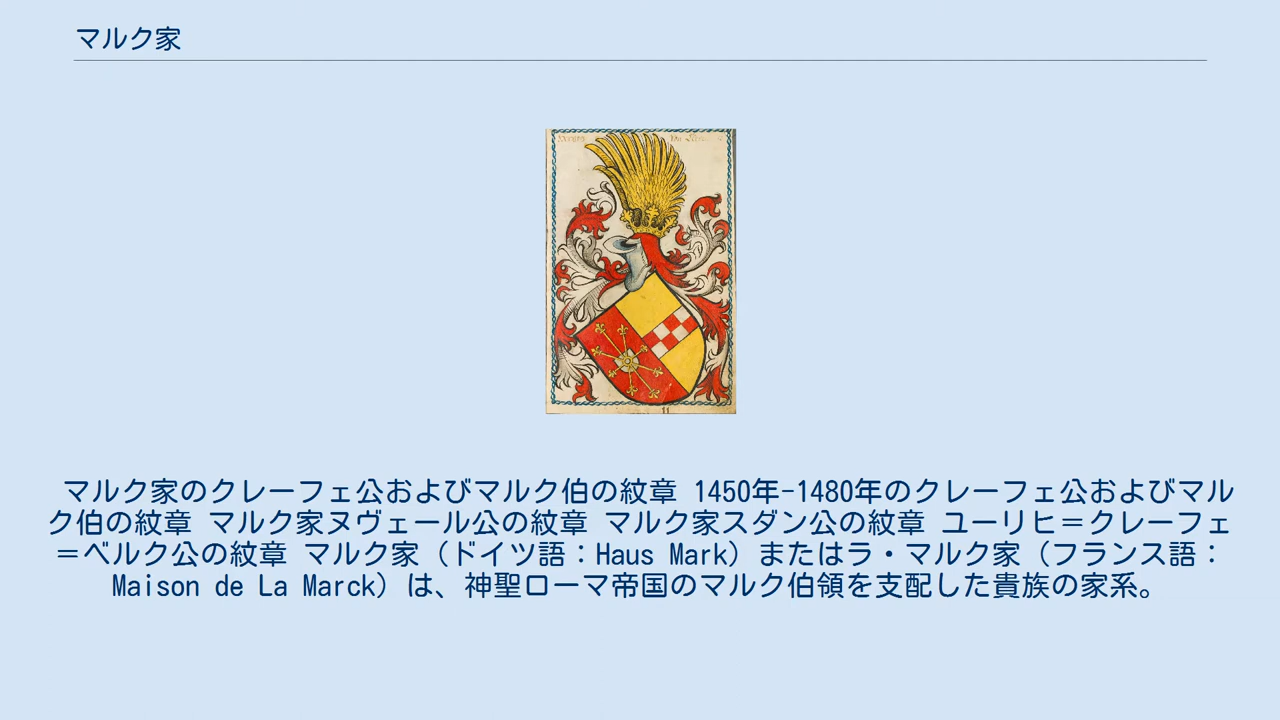 マルク家
マルク家のクレーフェ公およびマルク伯の紋章 1450年-1480年のクレーフェ公およびマル
ク伯の紋章 マルク家ヌヴェール公の紋章 マルク家スダン公の紋章 ユーリヒ＝クレーフェ
＝ベルク公の紋章 マルク家（ドイツ語：Haus Mark）またはラ・マルク家（フランス語：
Maison de La Marck）は、神聖ローマ帝国のマルク伯領を支配した貴族の家系。